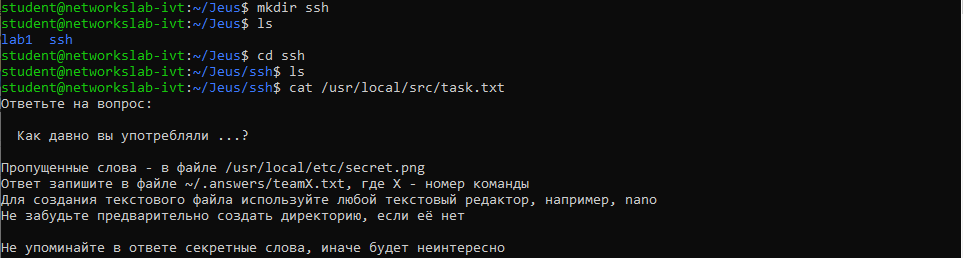 student@networkslab-ivt:~/Jeus$ mkdir ssh
student@networkslab-ivt:~/Jeus$ ls
lab1  ssh
student@networkslab-ivt:~/Jeus$ cd ssh
student@networkslab-ivt:~/Jeus/ssh$ ls
student@networkslab-ivt:~/Jeus/ssh$ cat /usr/local/src/task.txt
Ответьте на вопрос:
Как давно вы употребляли ...?
Пропущенные слова - в файле /usr/local/etc/secret.png
Ответ запишите в файле ~/.answers/teamX.txt, где X - номер команды
Для создания текстового файла используйте любой текстовый редактор, например, nano
Не забудьте предварительно создать директорию, если её нет
Не упоминайте в ответе секретные слова, иначе будет неинтересно